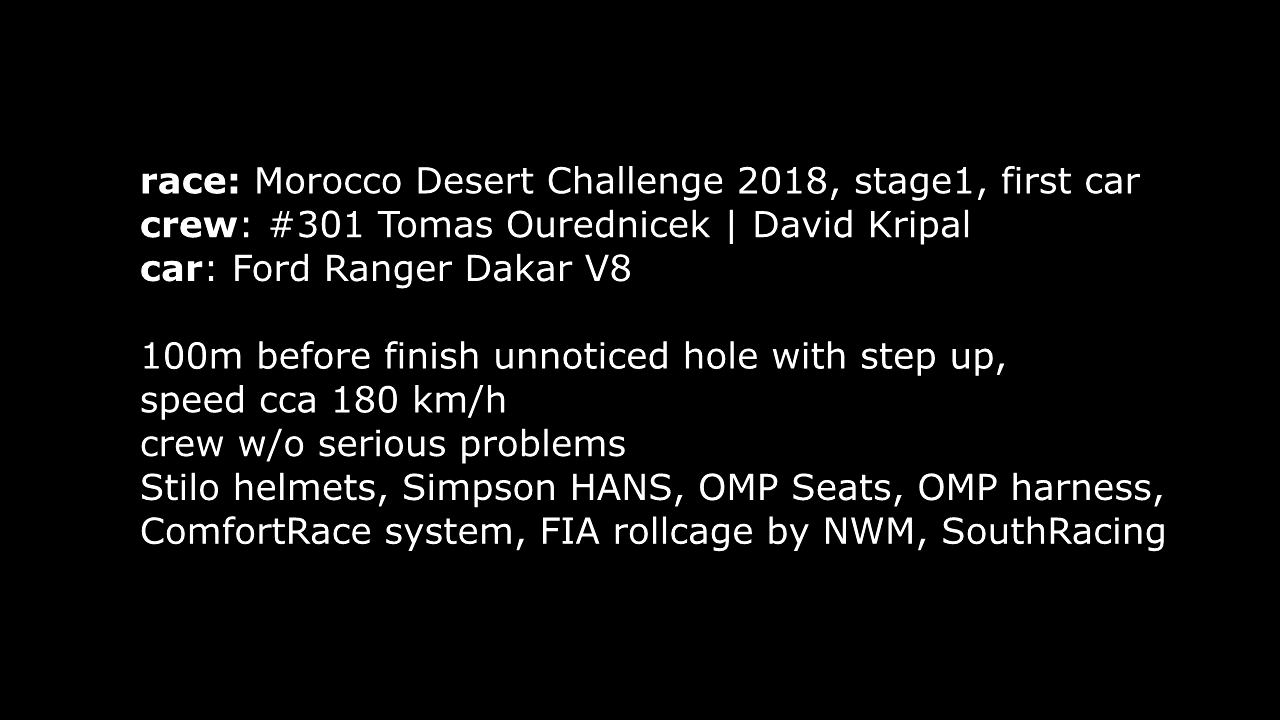 race: Morocco Desert Challenge 2018, stage1, first car
crew: #301 Tomas Ourednicek | David Kripal
car: Ford Ranger Dakar V8
100m before finish unnoticed hole with step up,
speed cca 180 km/h
crew w/o serious problems
Stilo helmets, Simpson HANS, OMP Seats, OMP harness,
ComfortRace system, FIA rollcage by NWM, SouthRacing